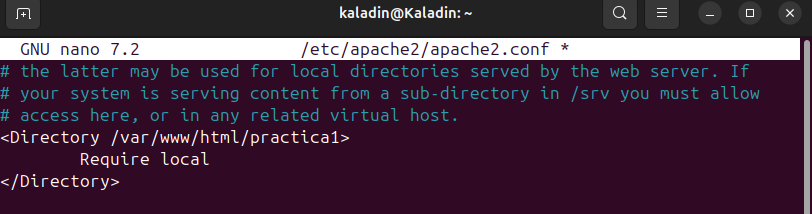 kaladin@Kaladin: ~
GNU nano 7.2 /etc/apache2/apache2.conf *
# the latter may be used for local directories served by the web server. If
# your system is serving content from a sub-directory in /srv you must allow
# access here, or in any related virtual host.
<Directory /var/www/html/practica1>
        Require local
</Directory>